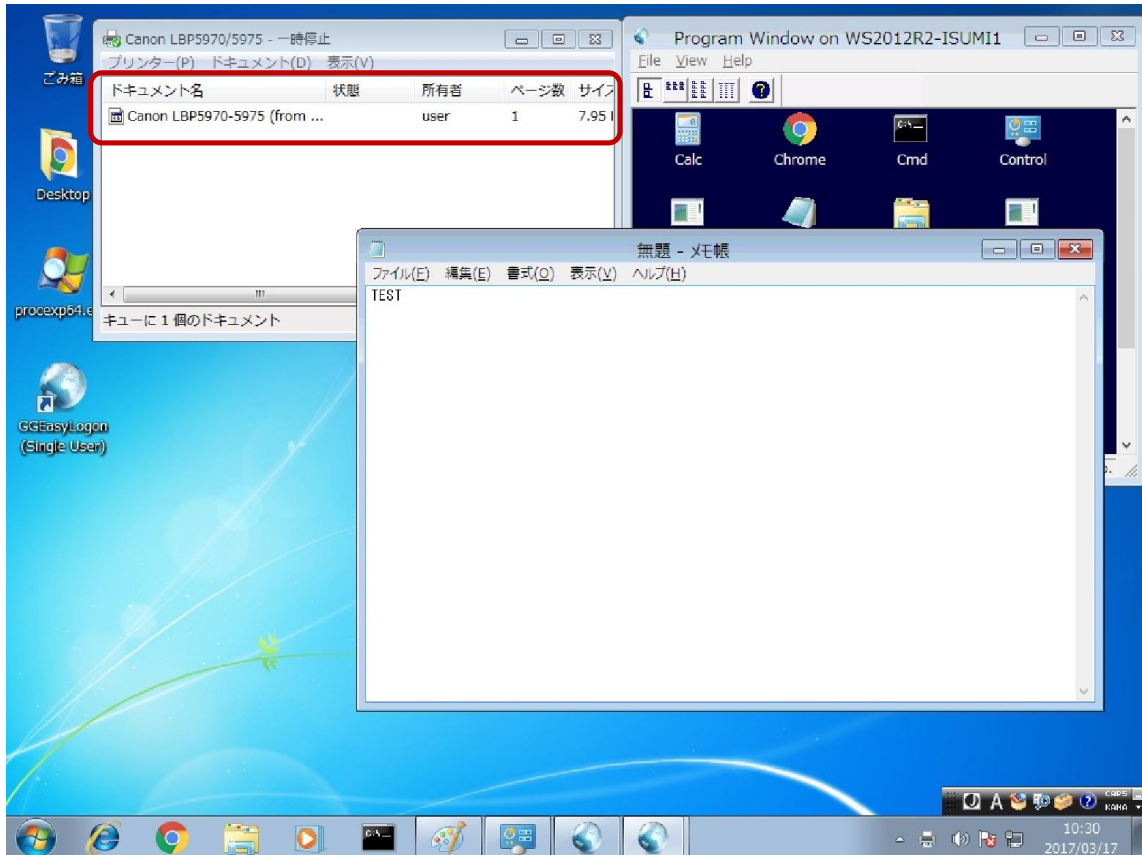 ごみ箱
Desktop
procexp64.e
GGEasyLogon
(Single User)
Canon LBP5970/5975 - 一時停止
プリンター(P) ドキュメント(D) 表示(V)
ドキュメント名 状態 所有者 ページ数 サイズ
Canon LBP5970-5975 (from ... user 1 7.95
キューに 1 個のドキュメント
Program Window on WS2012R2-ISUMI1
File View Help
Calc Chrome Cmd Control
無題 - メモ帳
ファイル(F) 編集(E) 書式(O) 表示(V) ヘルプ(H)
TEST
A CAPS
KANA
10:30
2017/03/17